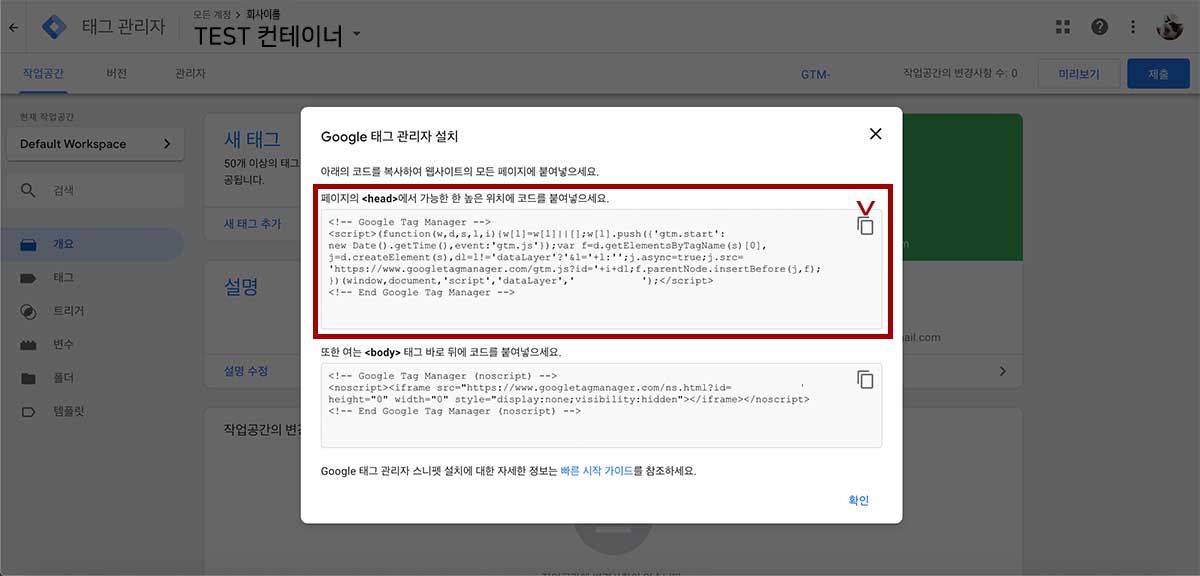 모든 계정 > 회사이름
태그 관리자
TEST 컨테이너
작업공간
버전
관리자
GTM-
작업공간의 변경사항 수: 0
미리보기
제출
현재 작업공간
Default Workspace
검색
개요
태그
트리거
변수
폴더
템플릿
새 태그
50개 이상의 태그
공됩니다.
새 태그 추가
설명
설명 수정
작업공간의 변경
Google 태그 관리자 설치
아래의 코드를 복사하여 웹사이트의 모든 페이지에 붙여넣으세요.
페이지의 <head>에서 가능한 한 높은 위치에 코드를 붙여넣으세요.
<!-- Google Tag Manager -->
<script>(function(w,d,s,l,i){w[l]=w[l]||[];w[l].push({'gtm.start':
new Date().getTime(),event:'gtm.js'});var f=d.getElementsByTagName(s)[0],
j=d.createElement(s),dl=l!='dataLayer'?'&l='+l:'';j.async=true;j.src=
'https://www.googletagmanager.com/gtm.js?id='+i+dl;f.parentNode.insertBefore(j,f);
})(window,document,'script','dataLayer',' ');</script>
<!-- End Google Tag Manager -->
또한 여는 <body> 태그 바로 뒤에 코드를 붙여넣으세요.
<!-- Google Tag Manager (noscript) -->
<noscript><iframe src="https://www.googletagmanager.com/ns.html?id= '
height="0" width="0" style="display:none;visibility:hidden"></iframe></noscript>
<!-- End Google Tag Manager (noscript) -->
Google 태그 관리자 스니펫 설치에 대한 자세한 정보는 빠른 시작 가이드를 참조하세요.
확인
ail.com